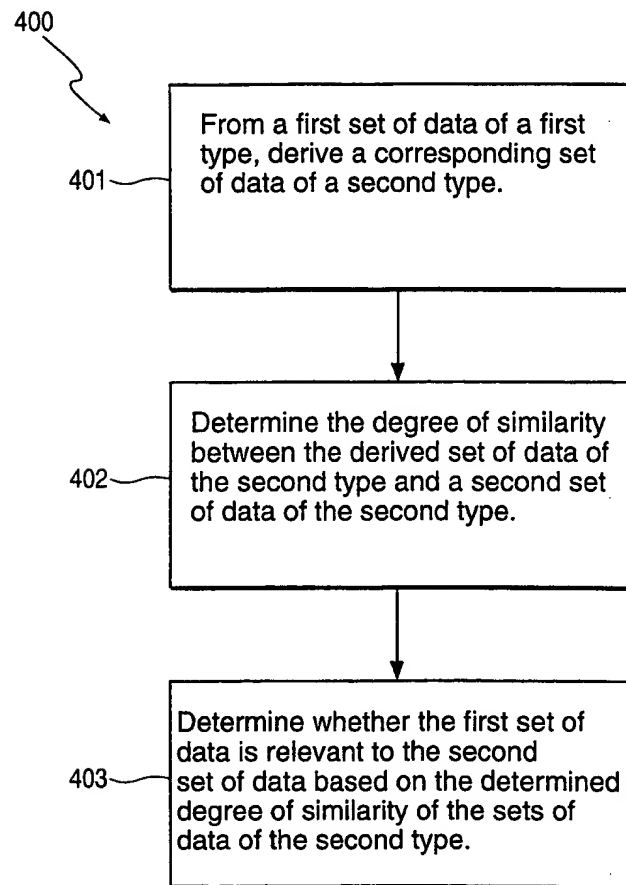 400
From a first set of data of a first
type, derive a corresponding set
of data of a second type.
401
Determine the degree of similarity
between the derived set of data of
the second type and a second set
of data of the second type.
402
Determine whether the first set of
data is relevant to the second
set of data based on the determined
degree of similarity of the sets of
data of the second type.
403